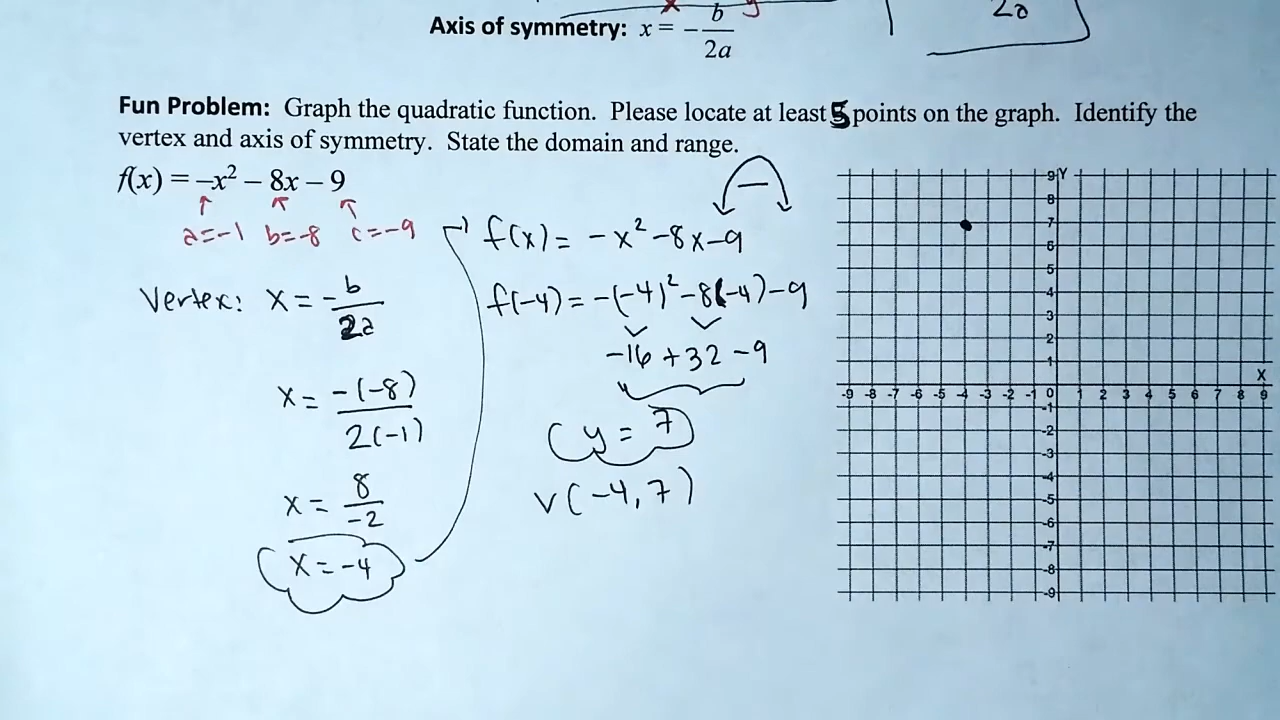 Axis of symmetry: x = -b/2a
2a
Fun Problem: Graph the quadratic function. Please locate at least 5 points on the graph. Identify the
vertex and axis of symmetry. State the domain and range.
f(x) = -x² - 8x - 9
a=-1 b=-8 c=-9
Vertex: x = -b/2a
x = -(-8)/2(-1)
x = 8/-2
x = -4
f(x) = -x² -8x-9
f(-4) = -(-4)² -8(-4)-9
-16 + 32 - 9
y = 7
V(-4, 7)
−
9 Y
8
7
6
5
4
3
2
1
X
-9 -8 -7 -6 -5 -4 -3 -2 -1 0 1 2 3 4 5 6 7 8 9
-1
-2
-3
-4
-5
-6
-7
-8
-9